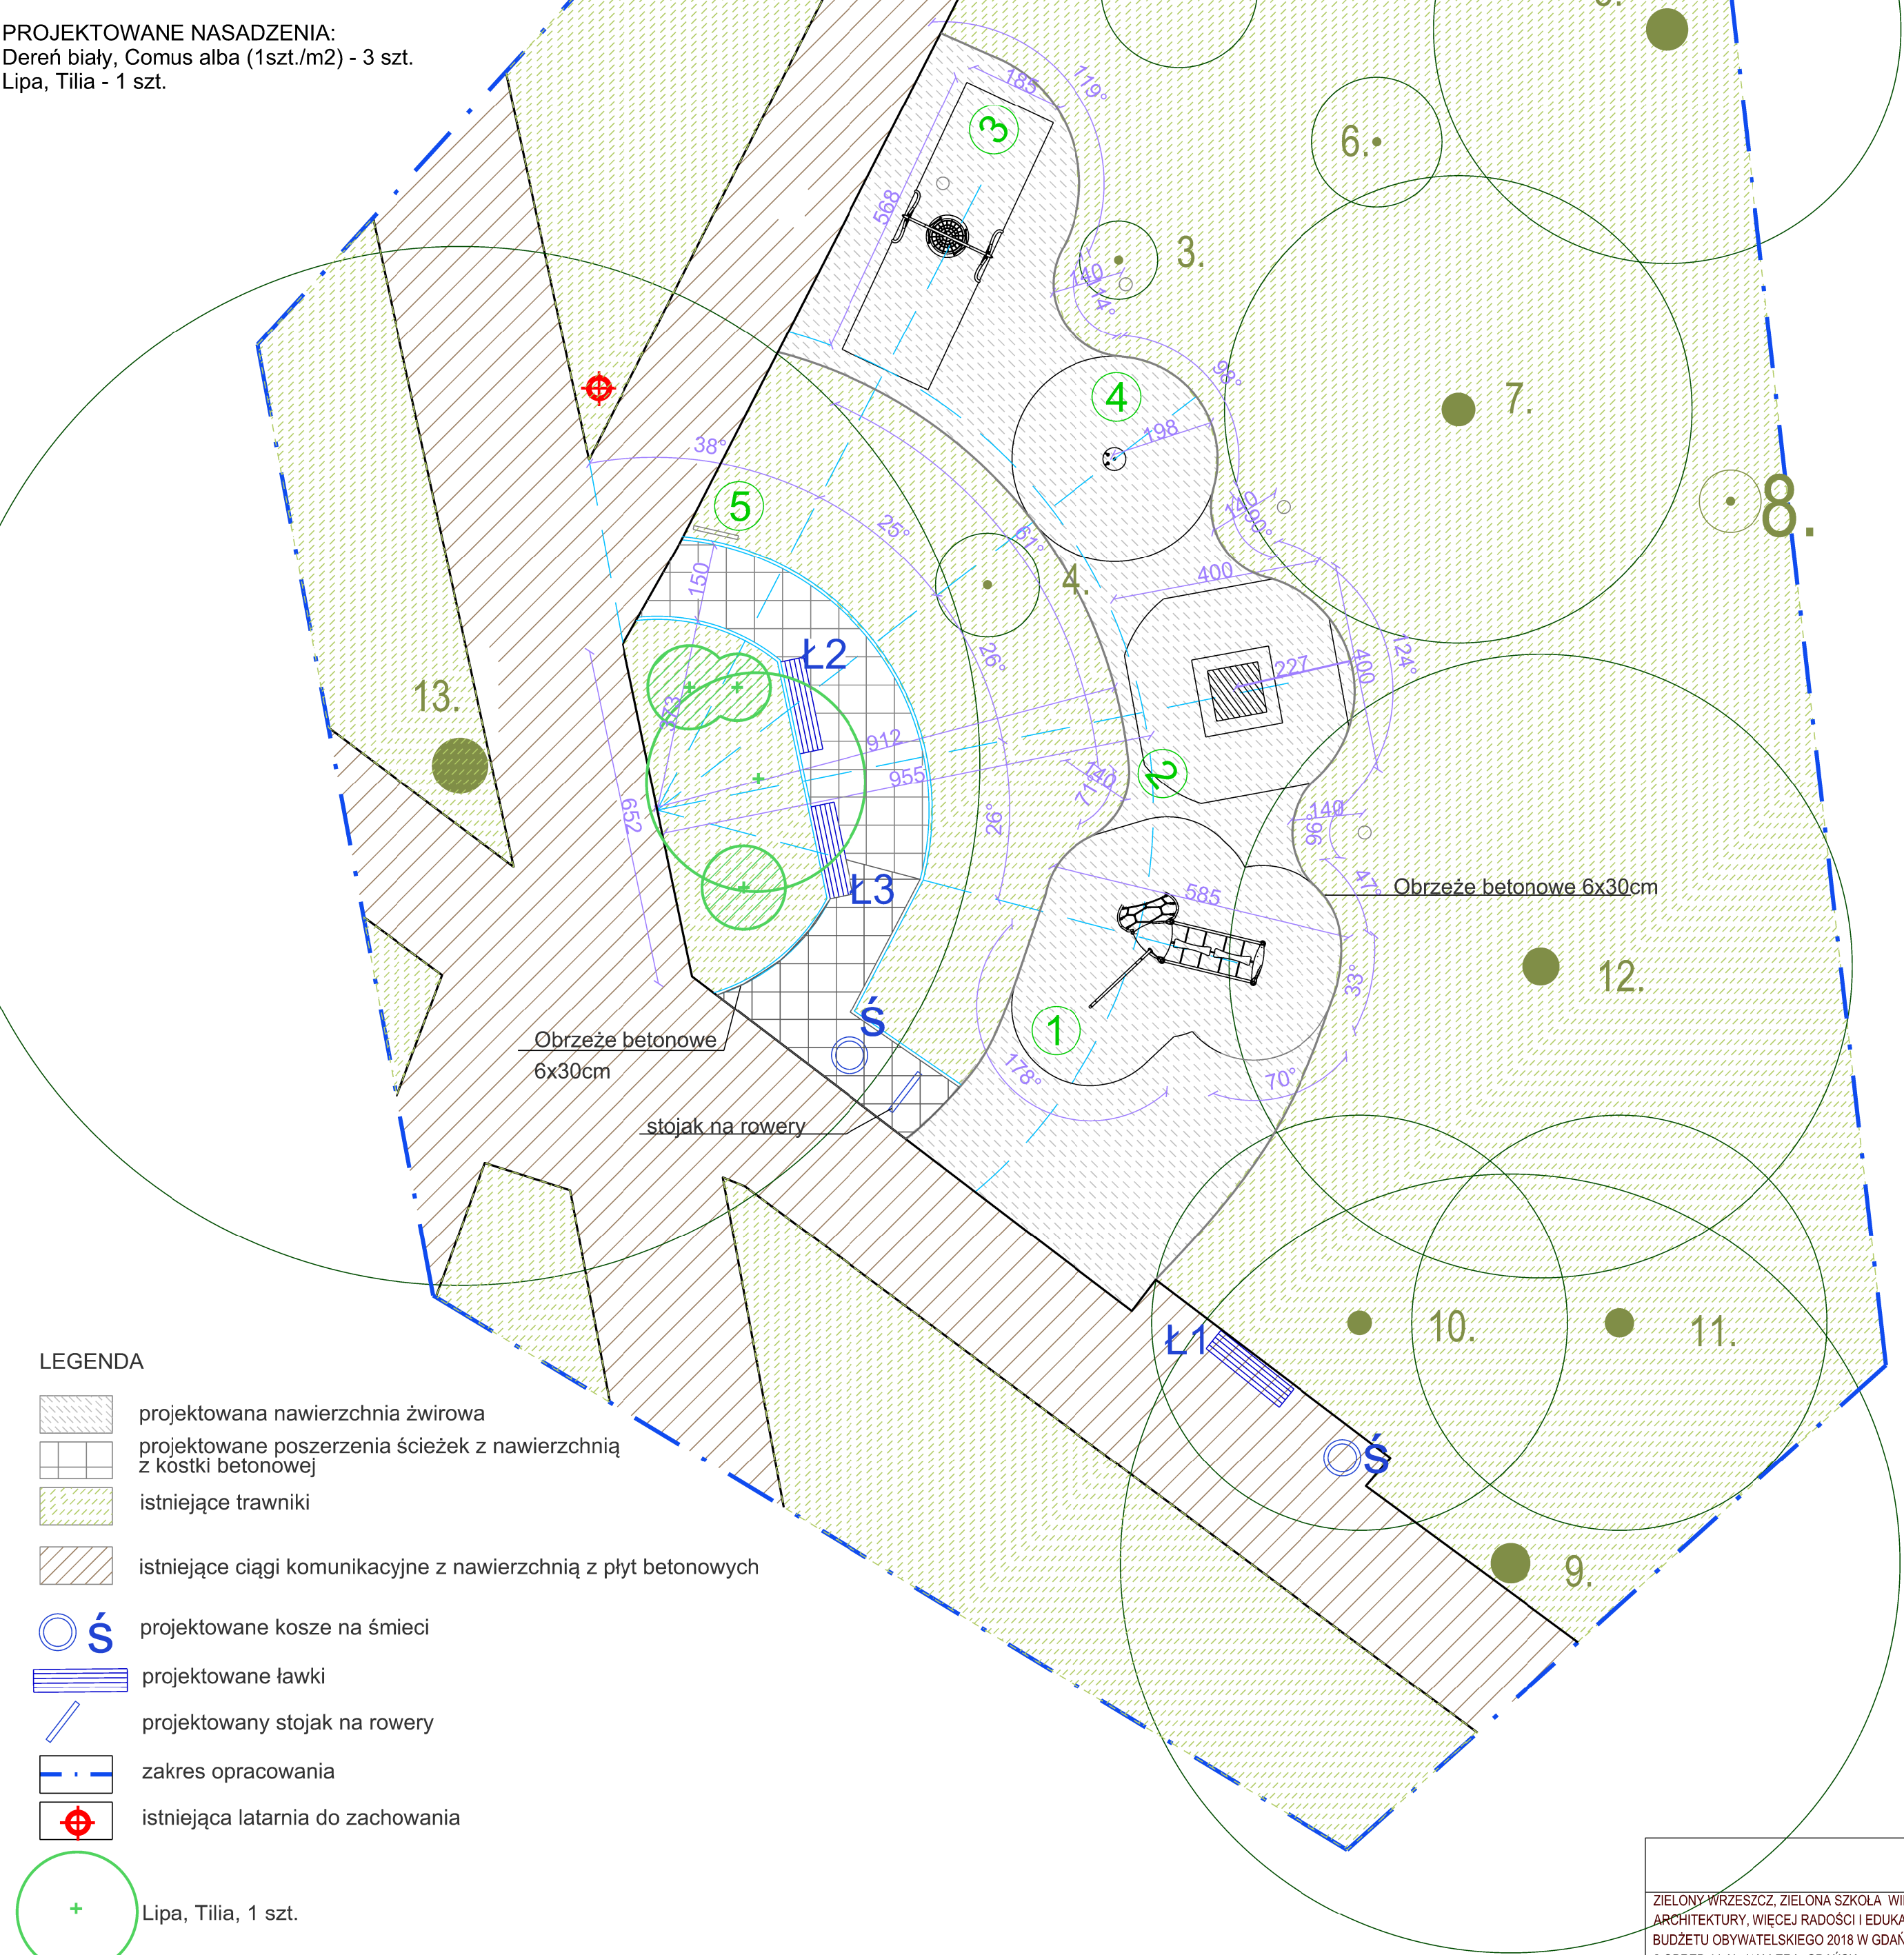 PROJEKTOWANE NASADZENIA:
Dereń biały, Comus alba (1szt./m2) - 3 szt.
Lipa, Tilia - 1 szt.
185
119°
3
568
6.
3.
140
14°
98°
4
198
7.
38°
5
25°
61°
140
80°
8.
150
4.
400
Ł2
26°
227
400
124°
13.
373
912
955
140
71°
2
652
26°
140
96°
Ł3
585
47°
Obrzeże betonowe 6x30cm
12.
33°
Ś
1
Obrzeże betonowe
6x30cm
178°
70°
stojak na rowery
10.
11.
Ł1
Ś
9.
LEGENDA
projektowana nawierzchnia żwirowa
projektowane poszerzenia ścieżek z nawierzchnią
z kostki betonowej
istniejące trawniki
istniejące ciągi komunikacyjne z nawierzchnią z płyt betonowych
Ś projektowane kosze na śmieci
projektowane ławki
projektowany stojak na rowery
zakres opracowania
istniejąca latarnia do zachowania
Lipa, Tilia, 1 szt.
ZIELONY WRZESZCZ, ZIELONA SZKOŁA
ARCHITEKTURY, WIĘCEJ RADOŚCI I
BUDŻETU OBYWATELSKIEGO 2018 W